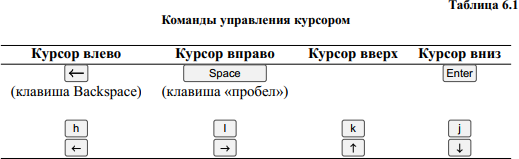 Таблица 6.1
Команды управления курсором
Курсор влево Курсор вправо Курсор вверх Курсор вниз
← Space Enter
(клавиша Backspace) (клавиша «пробел»)
h l k j
← → ↑ ↓